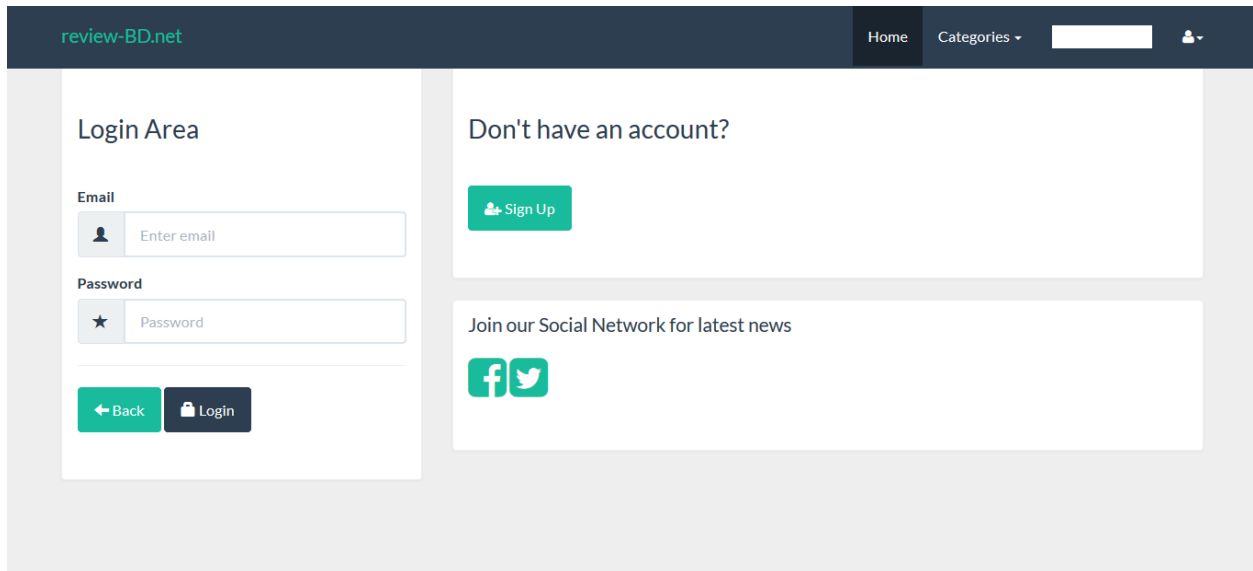 review-BD.net
Home
Categories
Login Area
Email
Enter email
Password
Password
Back
Login
Don't have an account?
Sign Up
Join our Social Network for latest news